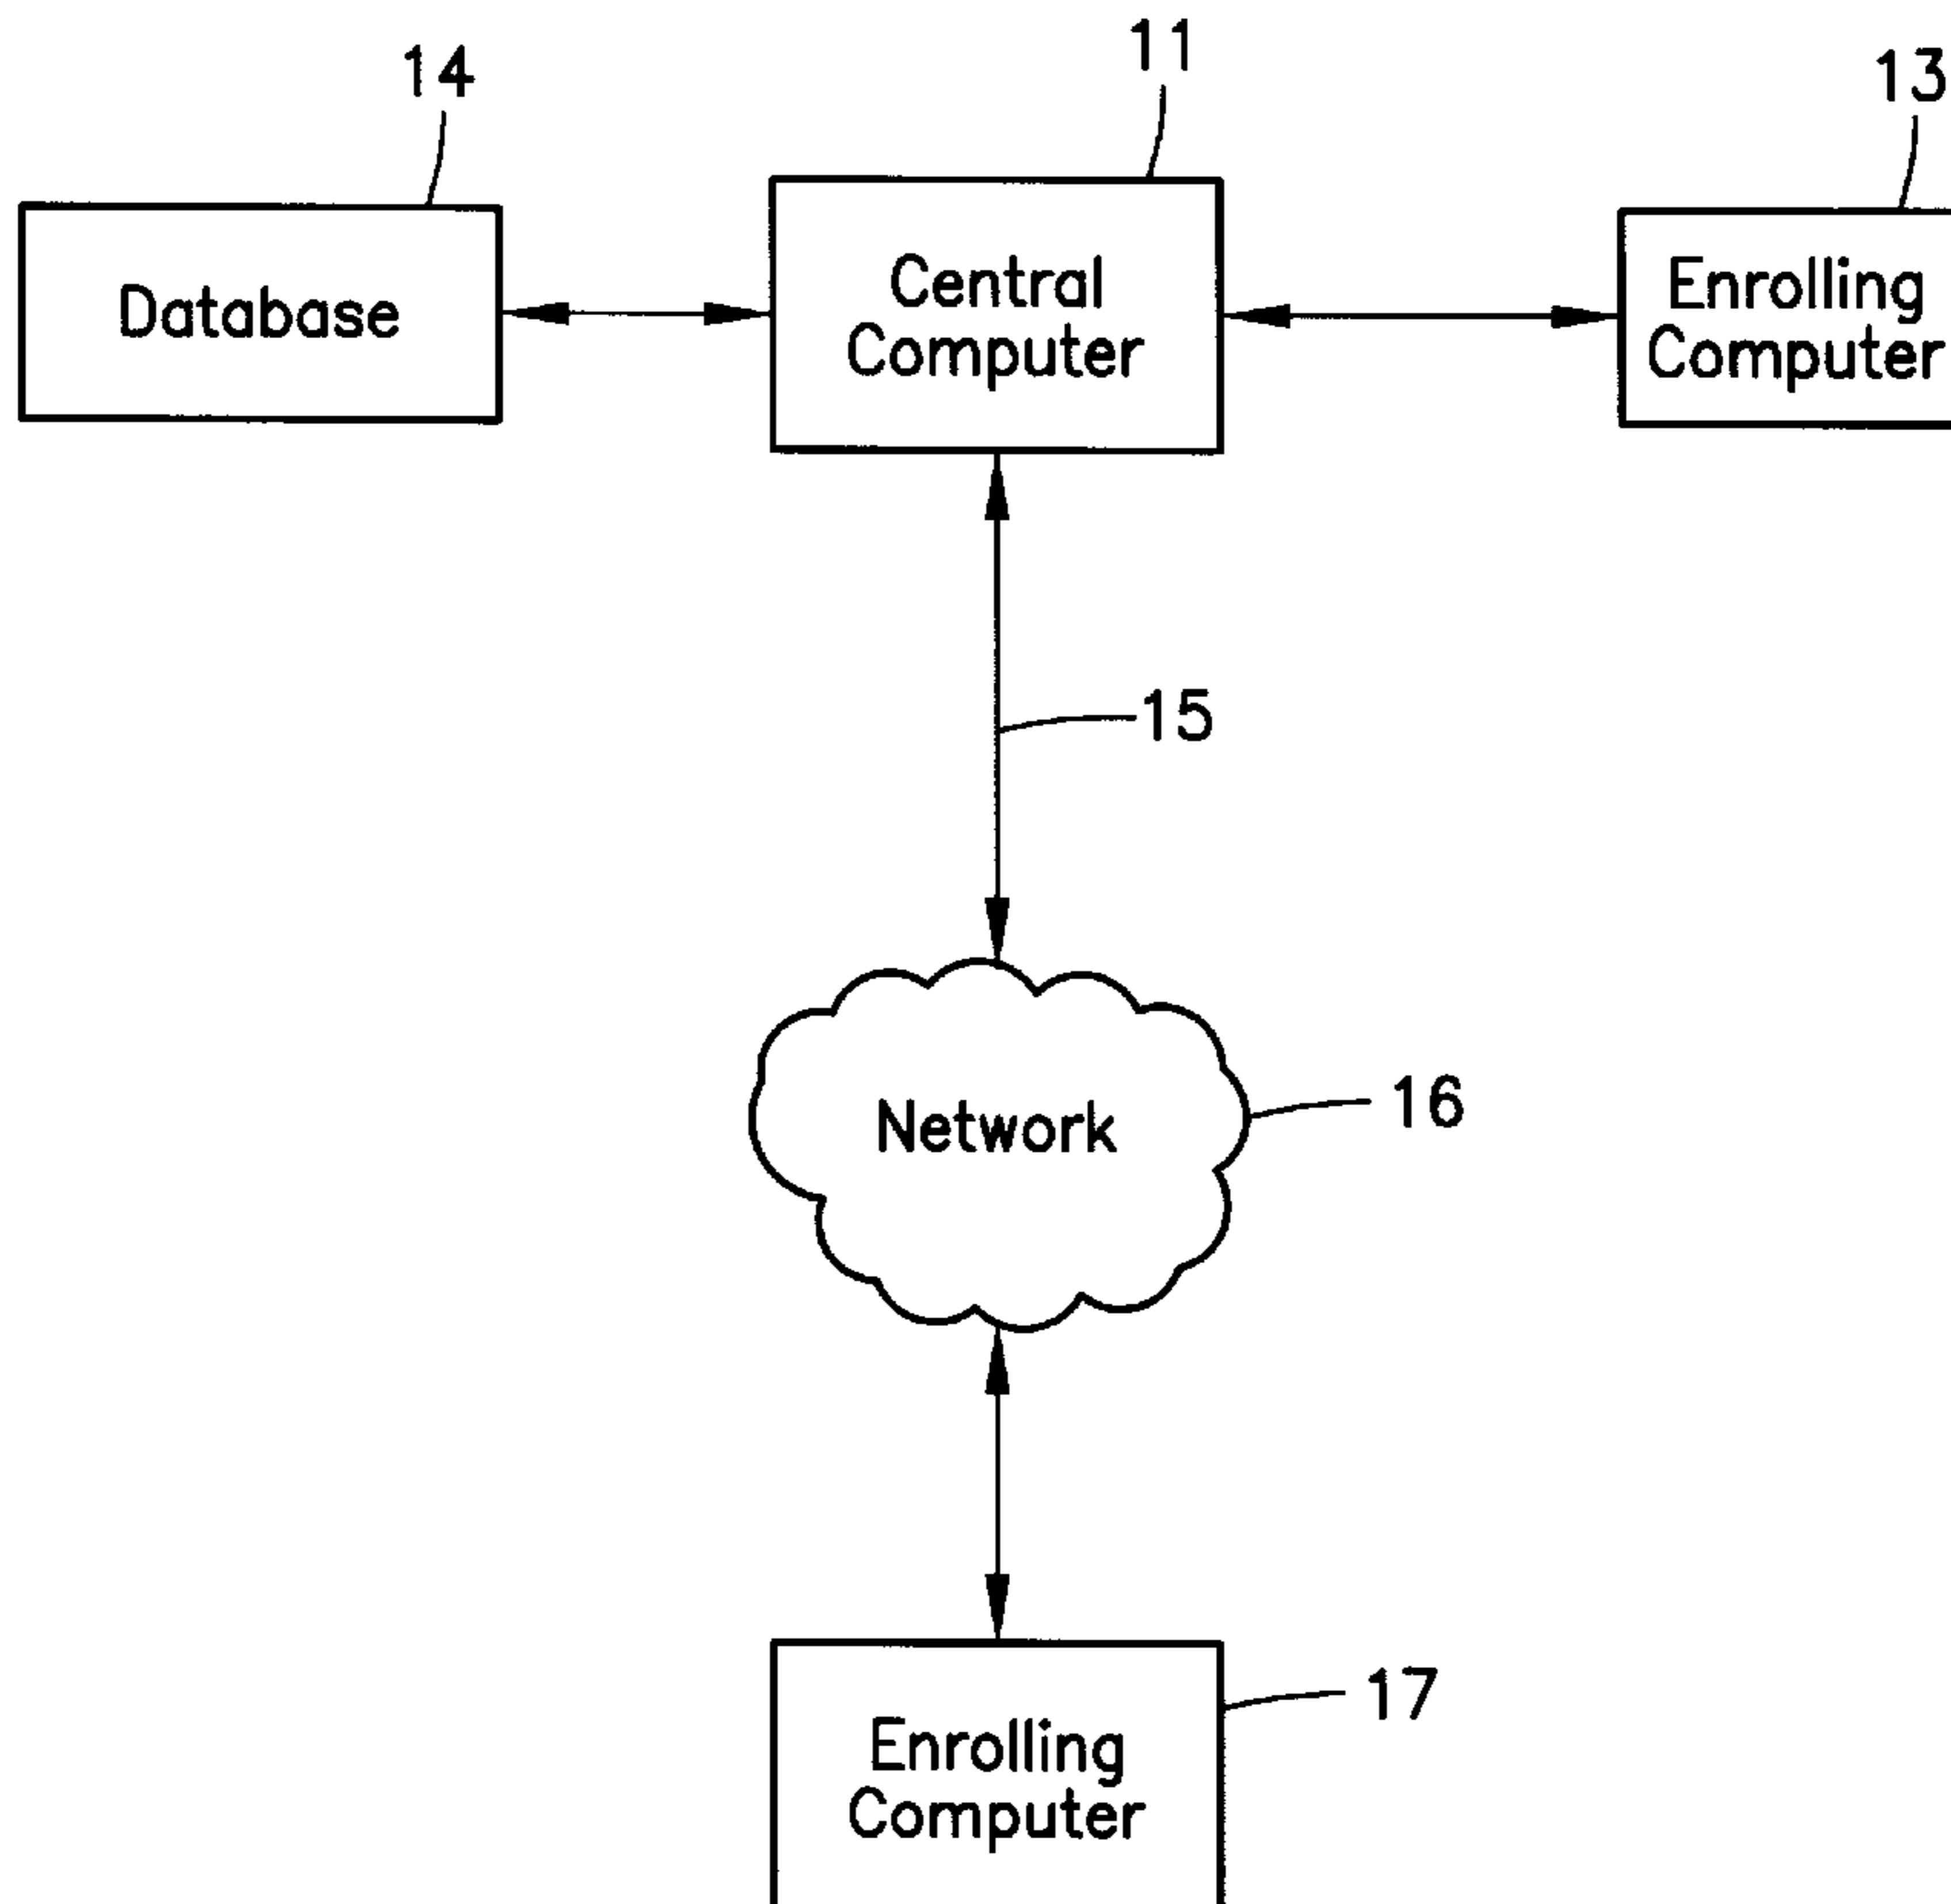 14
11
13
Database
Central
Computer
Enrolling
Computer
15
Network
16
17
Enrolling
Computer